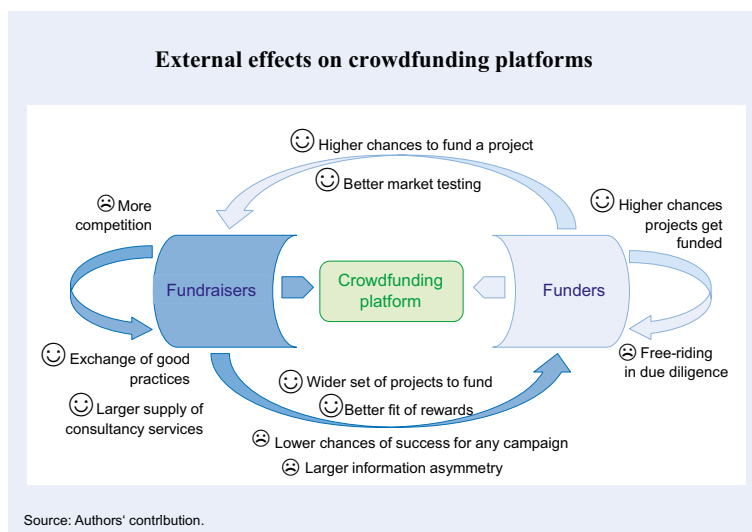 External effects on crowdfunding platforms
Higher chances to fund a project
Better market testing
More
competition
Higher chances
projects get
funded
Fundraisers
Crowdfunding
platform
Funders
Exchange of good
practices
Free-riding
in due diligence
Larger supply of
consultancy services
Wider set of projects to fund
Better fit of rewards
Lower chances of success for any campaign
Larger information asymmetry
Source: Authors‘ contrlbution.